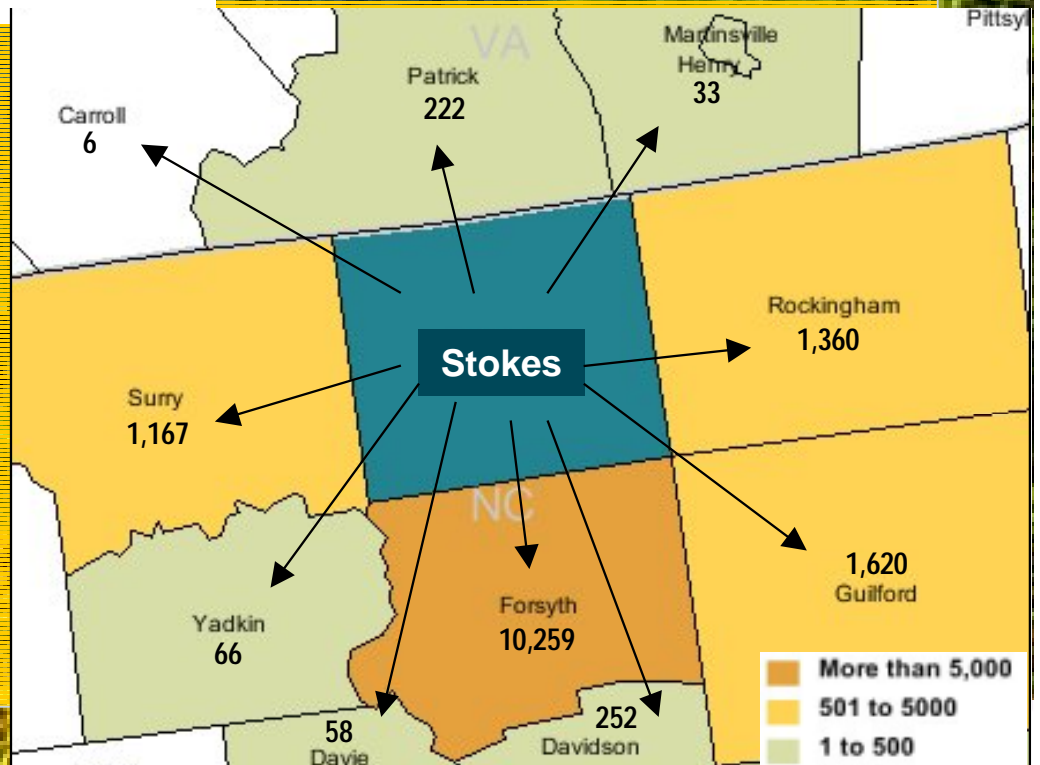 Pittsyl
VA
Martinsville
Henry
33
Patrick
222
Carroll
6
Rockingham
1,360
Stokes
Surry
1,167
NC
1,620
Guilford
Forsyth
10,259
Yadkin
66
58
Davie
252
Davidson
More than 5,000
501 to 5000
1 to 500